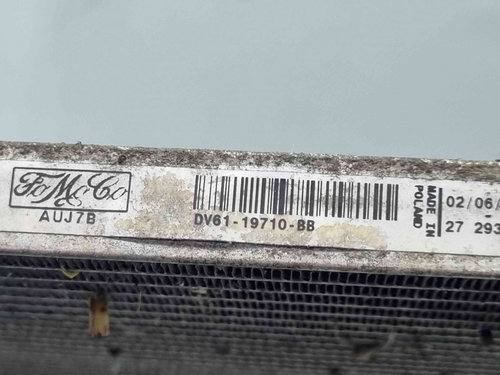 FoMoCo
AUJ7B
DV61-19710-BB
MADE IN
POLAND
02/06/
27 293